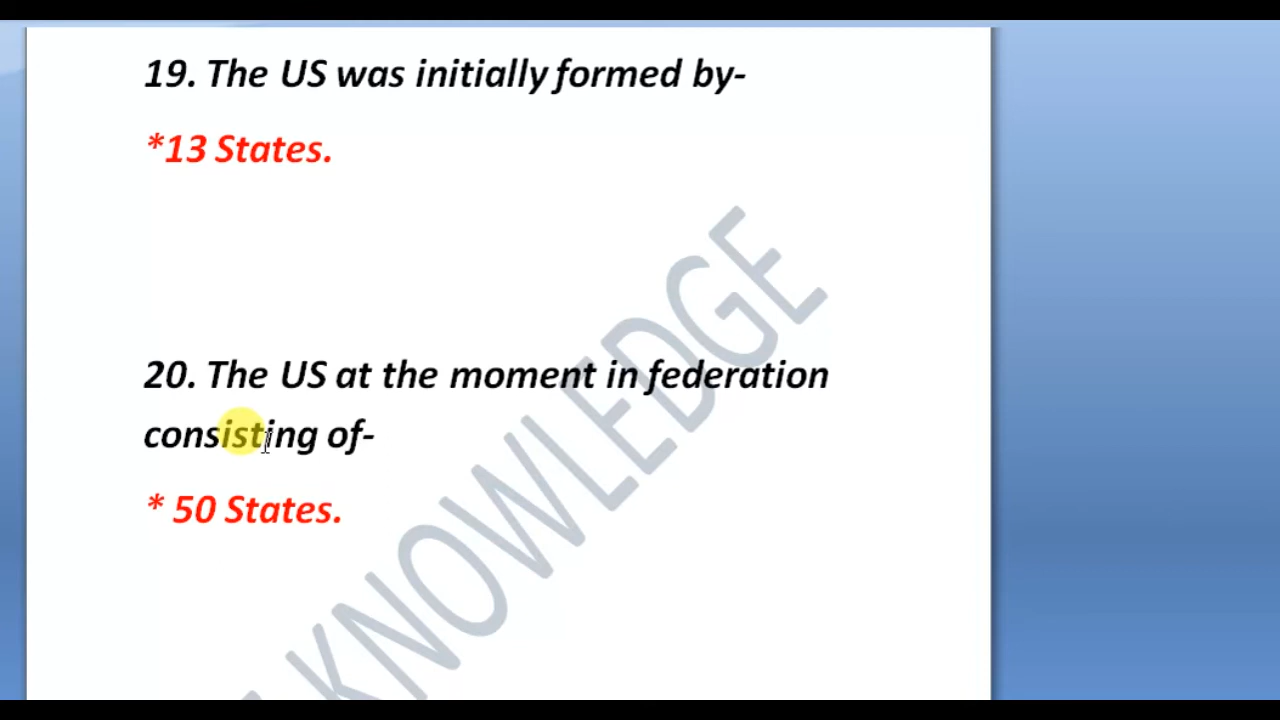 19. The US was initially formed by-
*13 States.
20. The US at the moment in federation
consisting of-
* 50 States.
KNOWLEDGE